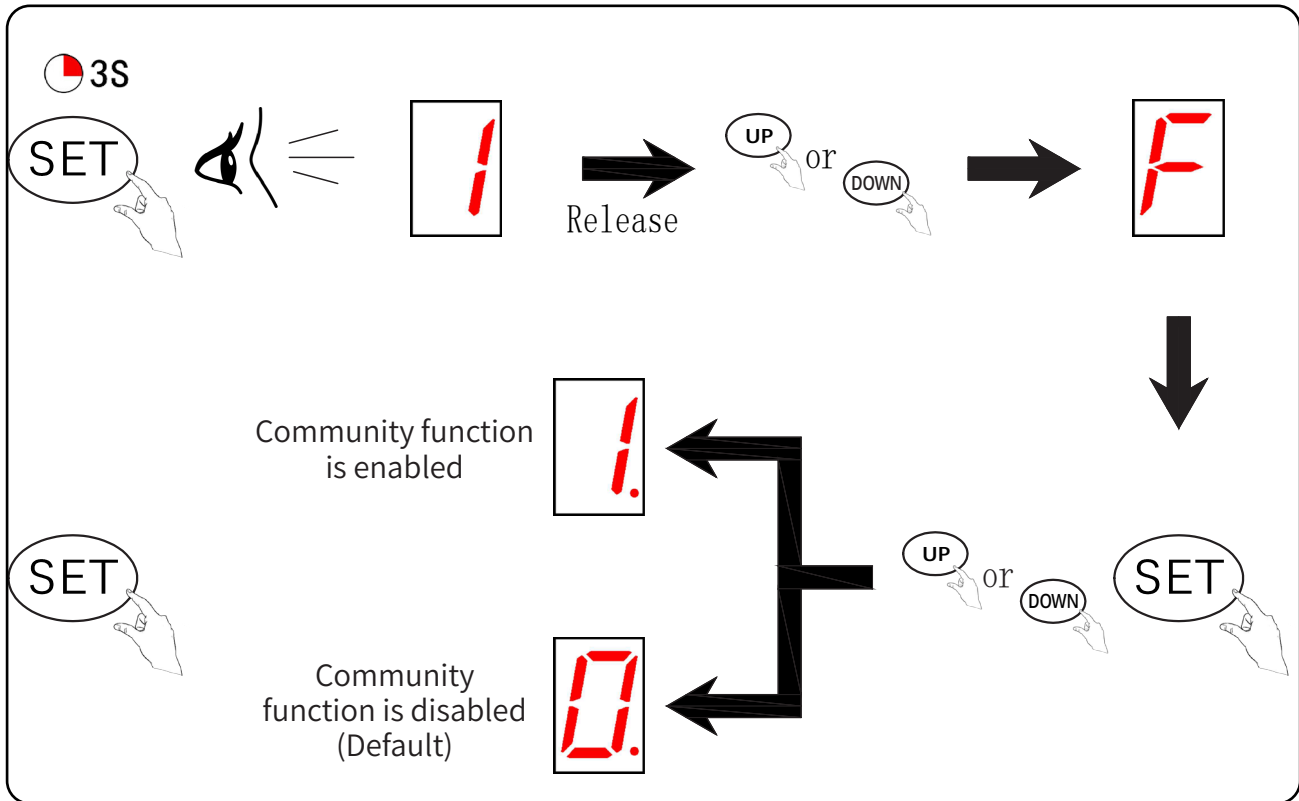 3S
SET
1
Release
UP
or
DOWN
F
Community function
is enabled
1.
SET
UP
or
DOWN
SET
Community
function is disabled
(Default)
0.